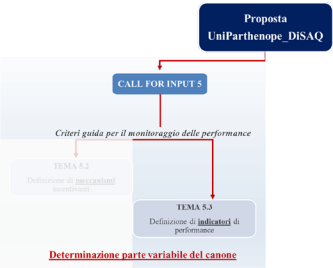 Proposta
UniParthenope_DiSAQ
CALL FOR INPUT 5
Criteri guida per il monitoraggio delle performance
TEMA 5.2
Definizione di meccanismi
incentivanti
TEMA 5.3
Definizione di indicatori di
performance
Determinazione parte variabile del canone